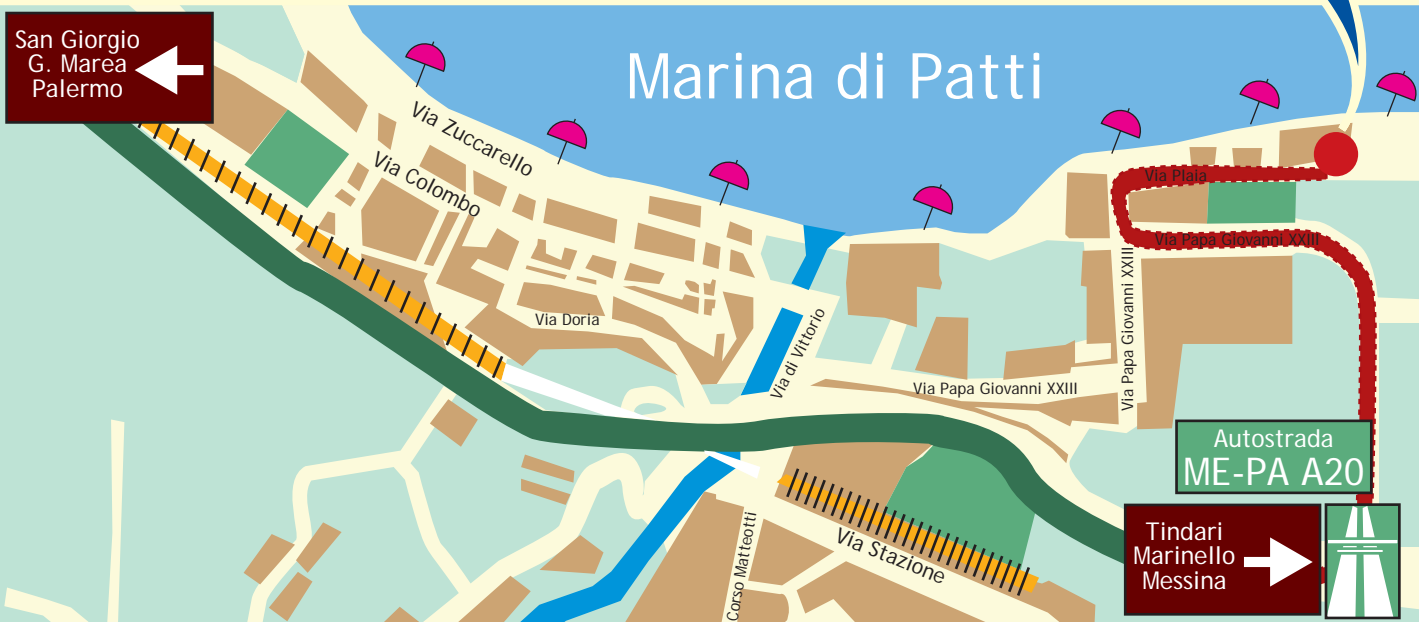 San Giorgio
G. Marea
Palermo
Marina di Patti
Via Zuccarello
Via Colombo
Via Plaia
Via Papa Giovanni XXIII
Via Papa Giovanni XXIII
Via Doria
Via di Vittorio
Via Papa Giovanni XXIII
Autostrada
ME-PA A20
Tindari
Marinello
Messina
Via Stazione
Corso Matteotti